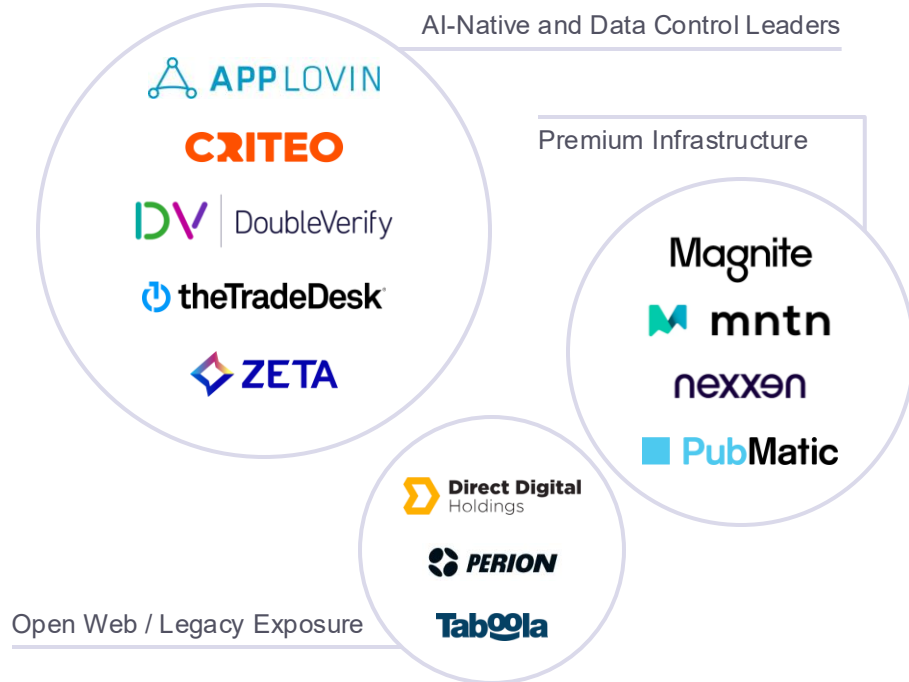 AI-Native and Data Control Leaders
APPLOVIN
CRITEO
DV DoubleVerify
theTradeDesk
ZETA
Premium Infrastructure
Magnite
mntn
nexxen
PubMatic
Direct Digital
Holdings
PERION
Taboola
Open Web / Legacy Exposure